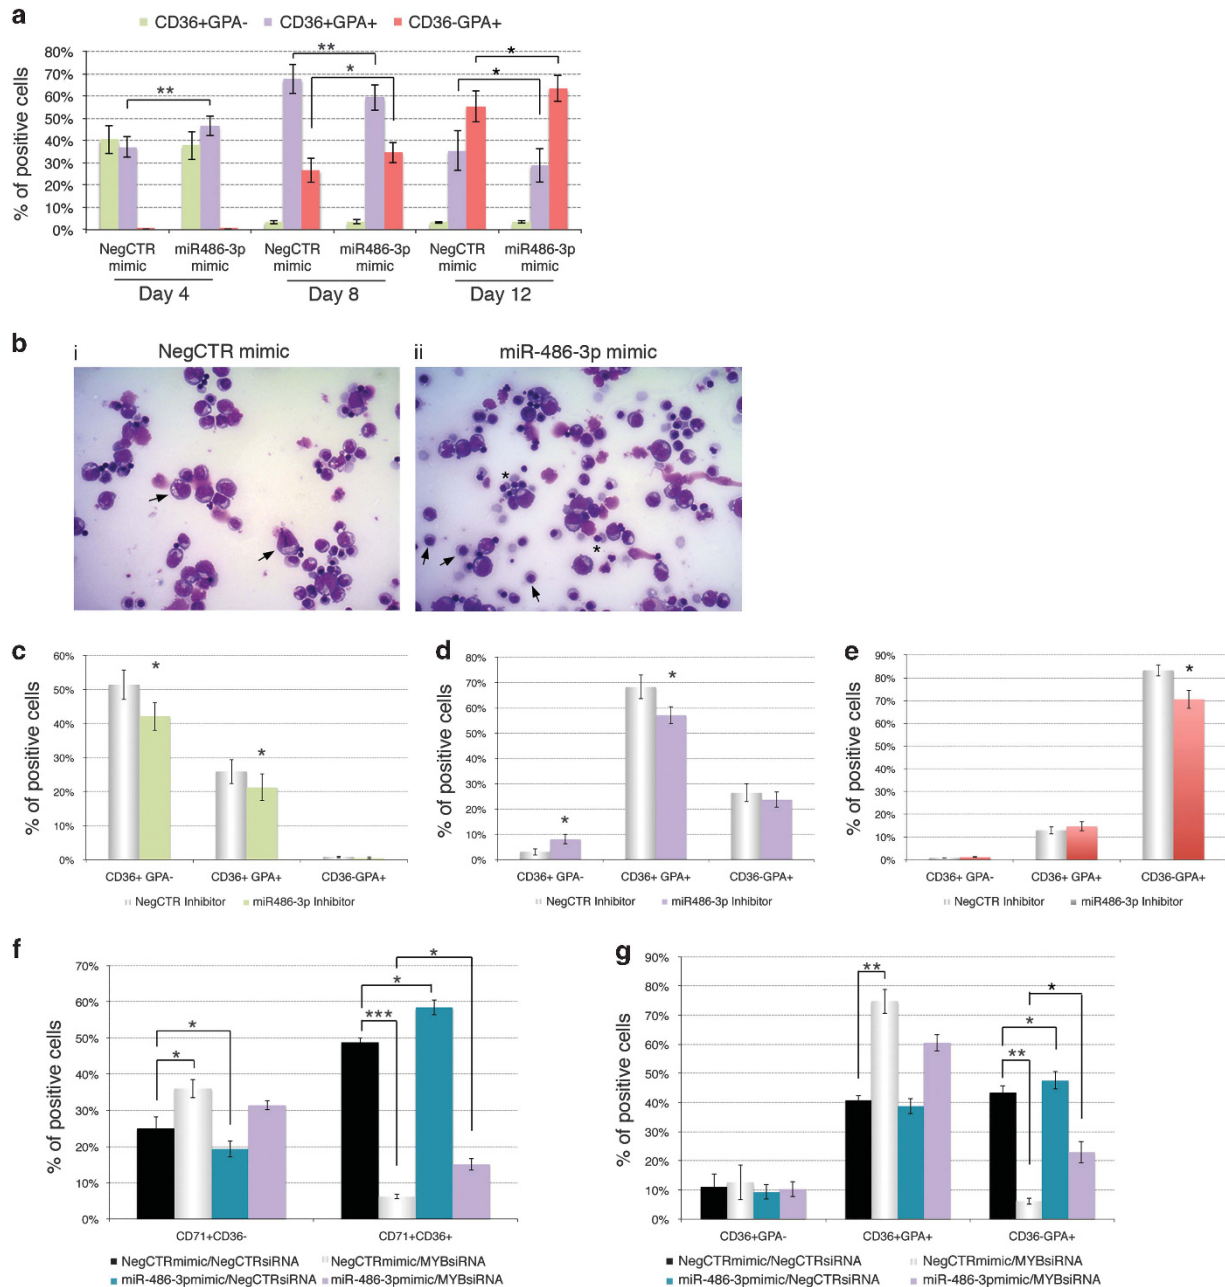 a
CD36+GPA- CD36+GPA+ CD36-GPA+
% of positive cells
80%
70%
60%
50%
40%
30%
20%
10%
0%
** ** * * *
NegCTR mimic miR486-3p mimic NegCTR mimic miR486-3p mimic NegCTR mimic miR486-3p mimic
Day 4 Day 8 Day 12
b
i NegCTR mimic ii miR-486-3p mimic
* *
c
% of positive cells
60%
50%
40%
30%
20%
10%
0%
* *
CD36+ GPA- CD36+ GPA+ CD36-GPA+
NegCTR Inhibitor miR486-3p Inhibitor
d
% of positive cells
80%
70%
60%
50%
40%
30%
20%
10%
0%
* *
CD36+ GPA- CD36+ GPA+ CD36-GPA+
NegCTR Inhibitor miR486-3p Inhibitor
e
% of positive cells
90%
80%
70%
60%
50%
40%
30%
20%
10%
0%
*
CD36+ GPA- CD36+ GPA+ CD36-GPA+
NegCTR Inhibitor miR486-3p Inhibitor
f
% of positive cells
70%
60%
50%
40%
30%
20%
10%
0%
* * *** * *
CD71+CD36- CD71+CD36+
NegCTRmimic/NegCTRsiRNA NegCTRmimic/MYBsiRNA
miR-486-3pmimic/NegCTRsiRNA miR-486-3pmimic/MYBsiRNA
g
% of positive cells
90%
80%
70%
60%
50%
40%
30%
20%
10%
0%
** ** * *
CD36+GPA- CD36+GPA+ CD36-GPA+
NegCTRmimic/NegCTRsiRNA NegCTRmimic/MYBsiRNA
miR-486-3pmimic/NegCTRsiRNA miR-486-3pmimic/MYBsiRNA